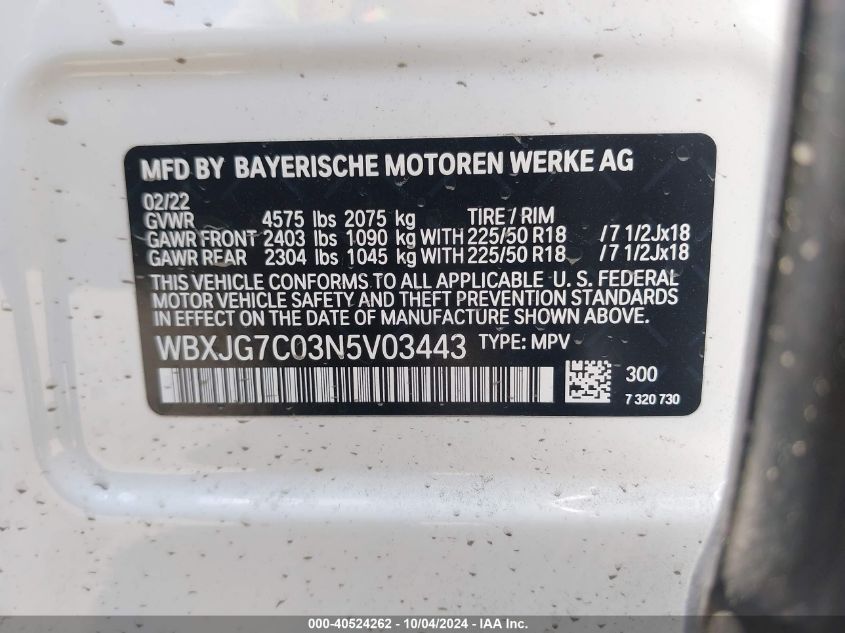 MFD BY BAYERISCHE MOTOREN WERKE AG
02/22
GVWR 4575 lbs 2075 kg TIRE / RIM
GAWR FRONT 2403 lbs 1090 kg WITH 225/50 R18 /7 1/2Jx18
GAWR REAR 2304 lbs 1045 kg WITH 225/50 R18 /7 1/2Jx18
THIS VEHICLE CONFORMS TO ALL APPLICABLE U. S. FEDERAL
MOTOR VEHICLE SAFETY AND THEFT PREVENTION STANDARDS
IN EFFECT ON THE DATE OF MANUFACTURE SHOWN ABOVE.
WBXJG7C03N5V03443 TYPE: MPV
300
7 320 730
000-40524262 - 10/04/2024 - IAA Inc.